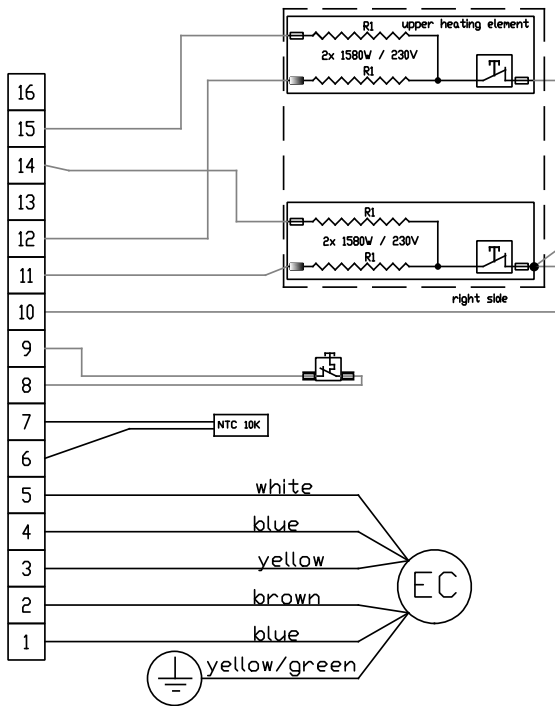 R1
upper heating element
2x 1580W / 230V
R1
16
15
14
13
12
11
10
9
8
7
6
5
4
3
2
1
R1
2x 1580W / 230V
R1
right side
NTC 10K
white
blue
yellow
brown
blue
yellow/green
EC